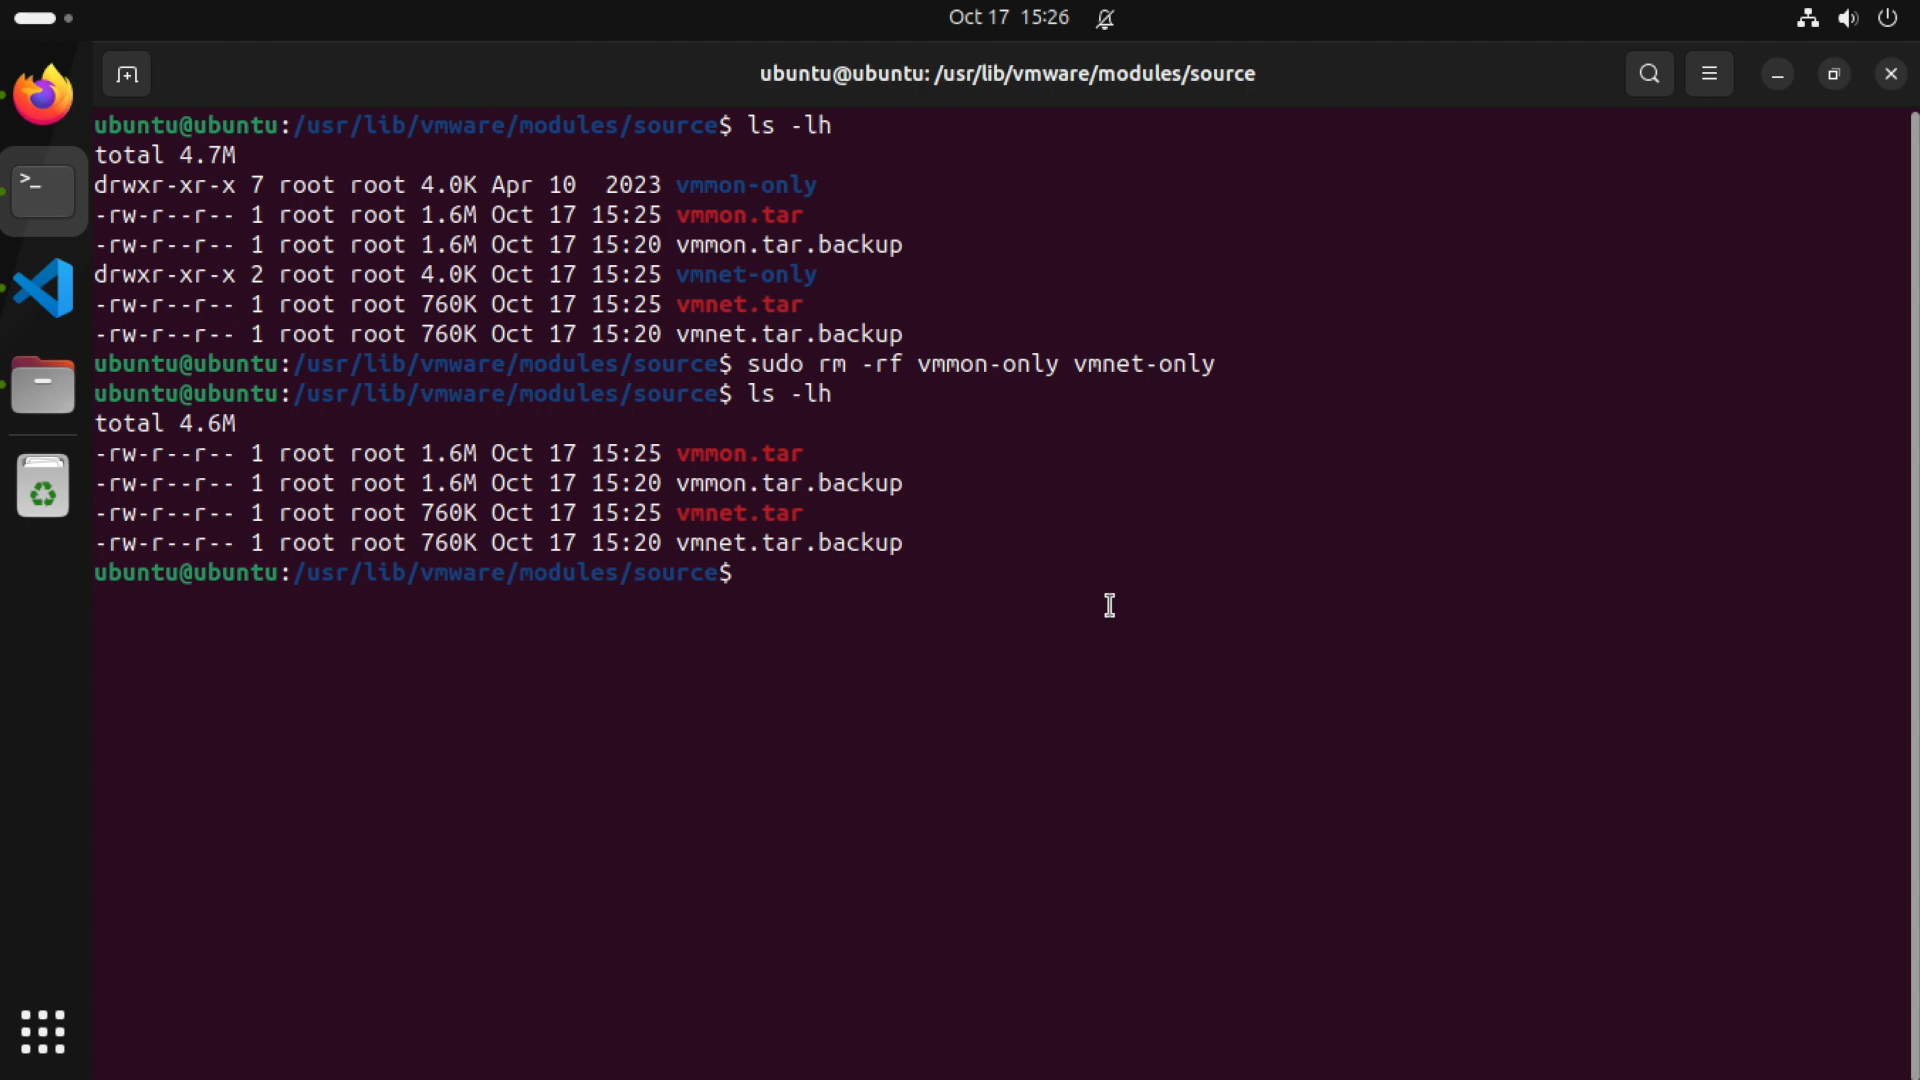 Oct 17 15:26
ubuntu@ubuntu: /usr/lib/vmware/modules/source
ubuntu@ubuntu:/usr/lib/vmware/modules/source$ ls -lh
total 4.7M
drwxr-xr-x 7 root root 4.0K Apr 10  2023 vmmon-only
-rw-r--r-- 1 root root 1.6M Oct 17 15:25 vmmon.tar
-rw-r--r-- 1 root root 1.6M Oct 17 15:20 vmmon.tar.backup
drwxr-xr-x 2 root root 4.0K Oct 17 15:25 vmnet-only
-rw-r--r-- 1 root root 760K Oct 17 15:25 vmnet.tar
-rw-r--r-- 1 root root 760K Oct 17 15:20 vmnet.tar.backup
ubuntu@ubuntu:/usr/lib/vmware/modules/source$ sudo rm -rf vmmon-only vmnet-only
ubuntu@ubuntu:/usr/lib/vmware/modules/source$ ls -lh
total 4.6M
-rw-r--r-- 1 root root 1.6M Oct 17 15:25 vmmon.tar
-rw-r--r-- 1 root root 1.6M Oct 17 15:20 vmmon.tar.backup
-rw-r--r-- 1 root root 760K Oct 17 15:25 vmnet.tar
-rw-r--r-- 1 root root 760K Oct 17 15:20 vmnet.tar.backup
ubuntu@ubuntu:/usr/lib/vmware/modules/source$